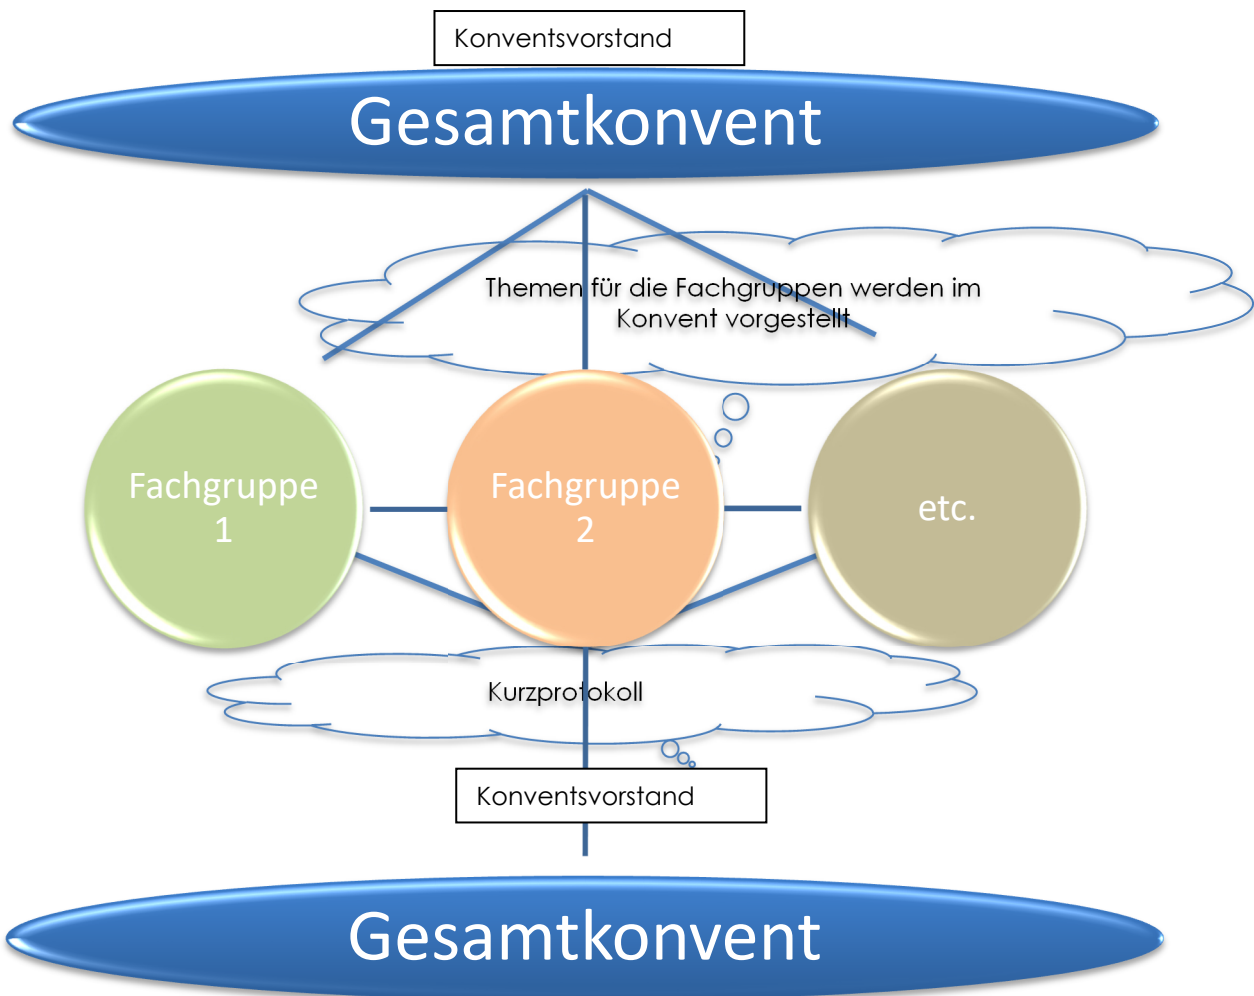 Konventsvorstand
Gesamtkonvent
Themen für die Fachgruppen werden im
Konvent vorgestellt
Fachgruppe
1
Fachgruppe
2
etc.
Kurzprotokoll
Konventsvorstand
Gesamtkonvent